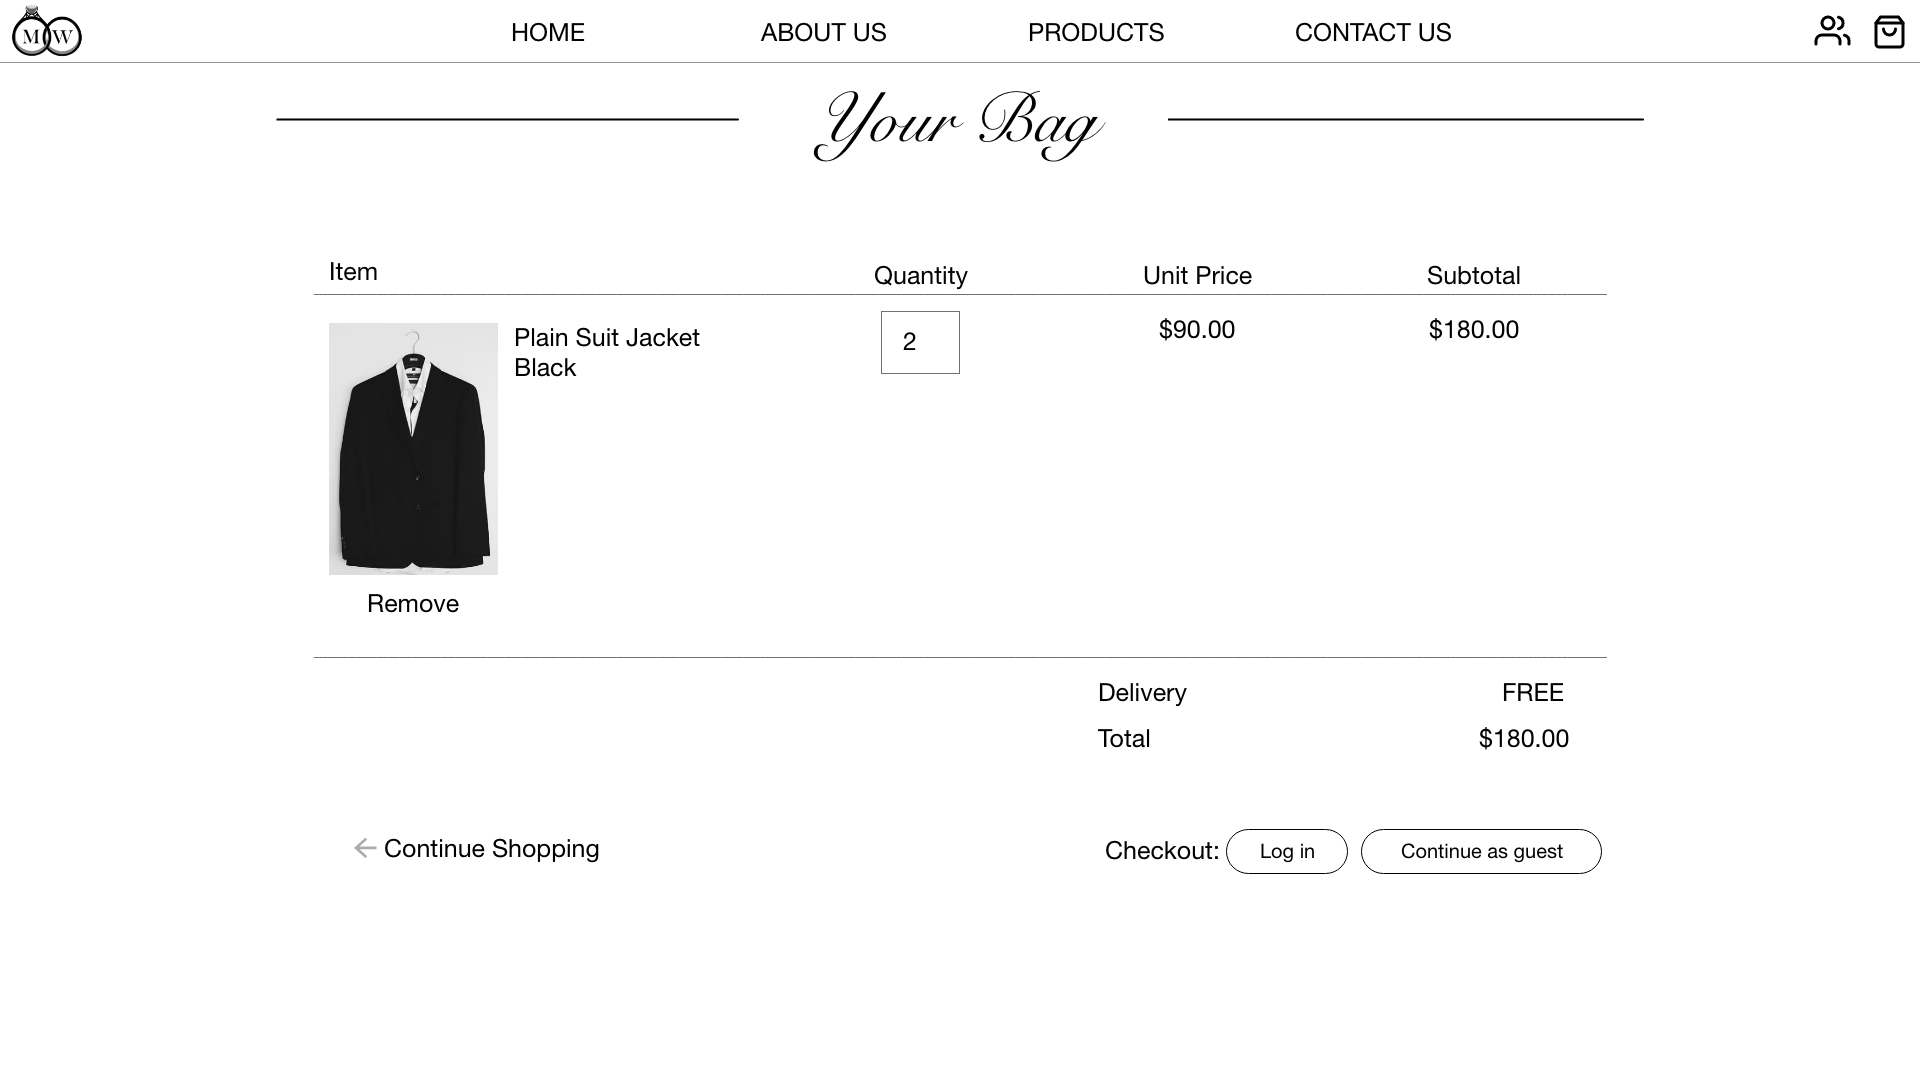 MW
HOME ABOUT US PRODUCTS CONTACT US
Your Bag
Item Quantity Unit Price Subtotal
Plain Suit Jacket 2 $90.00 $180.00
Black
Remove
Delivery FREE
Total $180.00
Continue Shopping Checkout: Log in Continue as guest